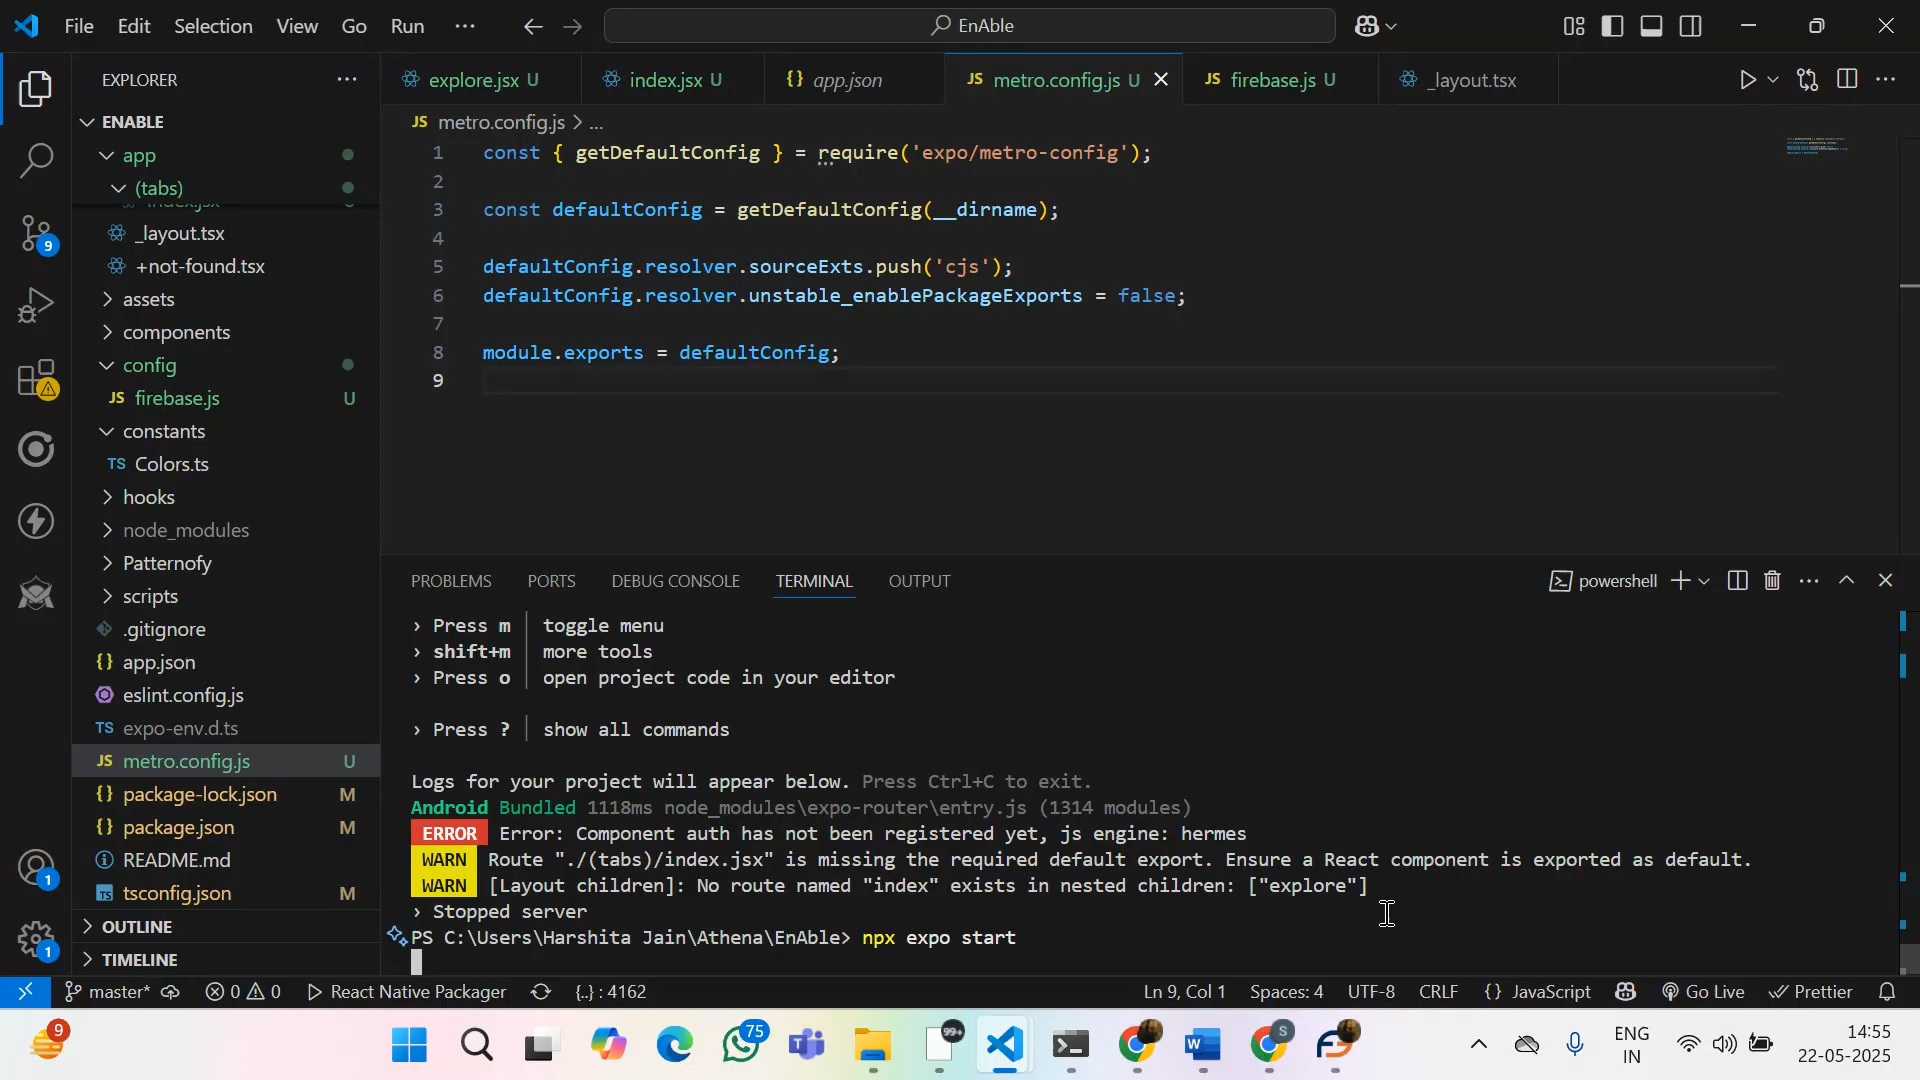 File Edit Selection View Go Run ···
EnAble
EXPLORER
explore.jsx U
index.jsx U
{} app.json
JS metro.config.js U
JS firebase.js U
_layout.tsx
ENABLE
app
(tabs)
index.jsx
_layout.tsx
+not-found.tsx
assets
components
config
JS firebase.js U
constants
TS Colors.ts
hooks
node_modules
Patternofy
scripts
.gitignore
{} app.json
eslint.config.js
TS expo-env.d.ts
JS metro.config.js U
{} package-lock.json M
{} package.json M
README.md
tsconfig.json M
OUTLINE
TIMELINE
9
1
1
JS metro.config.js > ...
1 const { getDefaultConfig } = require('expo/metro-config');
2
3 const defaultConfig = getDefaultConfig(__dirname);
4
5 defaultConfig.resolver.sourceExts.push('cjs');
6 defaultConfig.resolver.unstable_enablePackageExports = false;
7
8 module.exports = defaultConfig;
9
PROBLEMS PORTS DEBUG CONSOLE TERMINAL OUTPUT
powershell
› Press m │ toggle menu
› shift+m │ more tools
› Press o │ open project code in your editor
› Press ? │ show all commands
Logs for your project will appear below. Press Ctrl+C to exit.
Android Bundled 1118ms node_modules\expo-router\entry.js (1314 modules)
ERROR Error: Component auth has not been registered yet, js engine: hermes
WARN Route "./(tabs)/index.jsx" is missing the required default export. Ensure a React component is exported as default.
WARN [Layout children]: No route named "index" exists in nested children: ["explore"]
› Stopped server
PS C:\Users\Harshita Jain\Athena\EnAble> npx expo start
master* 0 0 React Native Packager {..} : 4162
Ln 9, Col 1 Spaces: 4 UTF-8 CRLF {} JavaScript Go Live Prettier
9
75
99+
S
ENG
IN
14:55
22-05-2025